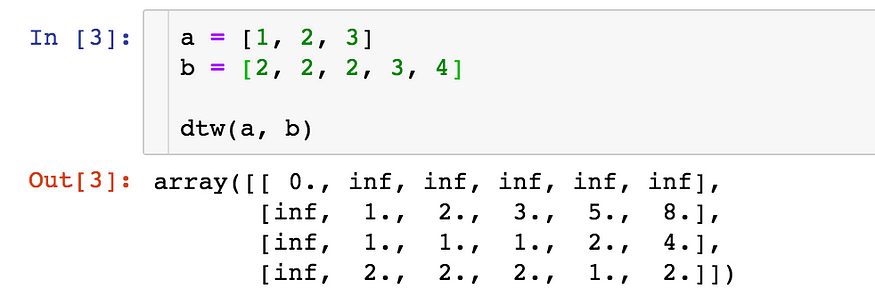 In [3]: a = [1, 2, 3]
b = [2, 2, 2, 3, 4]
dtw(a, b)
Out[3]: array([[ 0., inf, inf, inf, inf, inf],
[inf, 1., 2., 3., 5., 8.],
[inf, 1., 1., 1., 2., 4.],
[inf, 2., 2., 2., 1., 2.]])